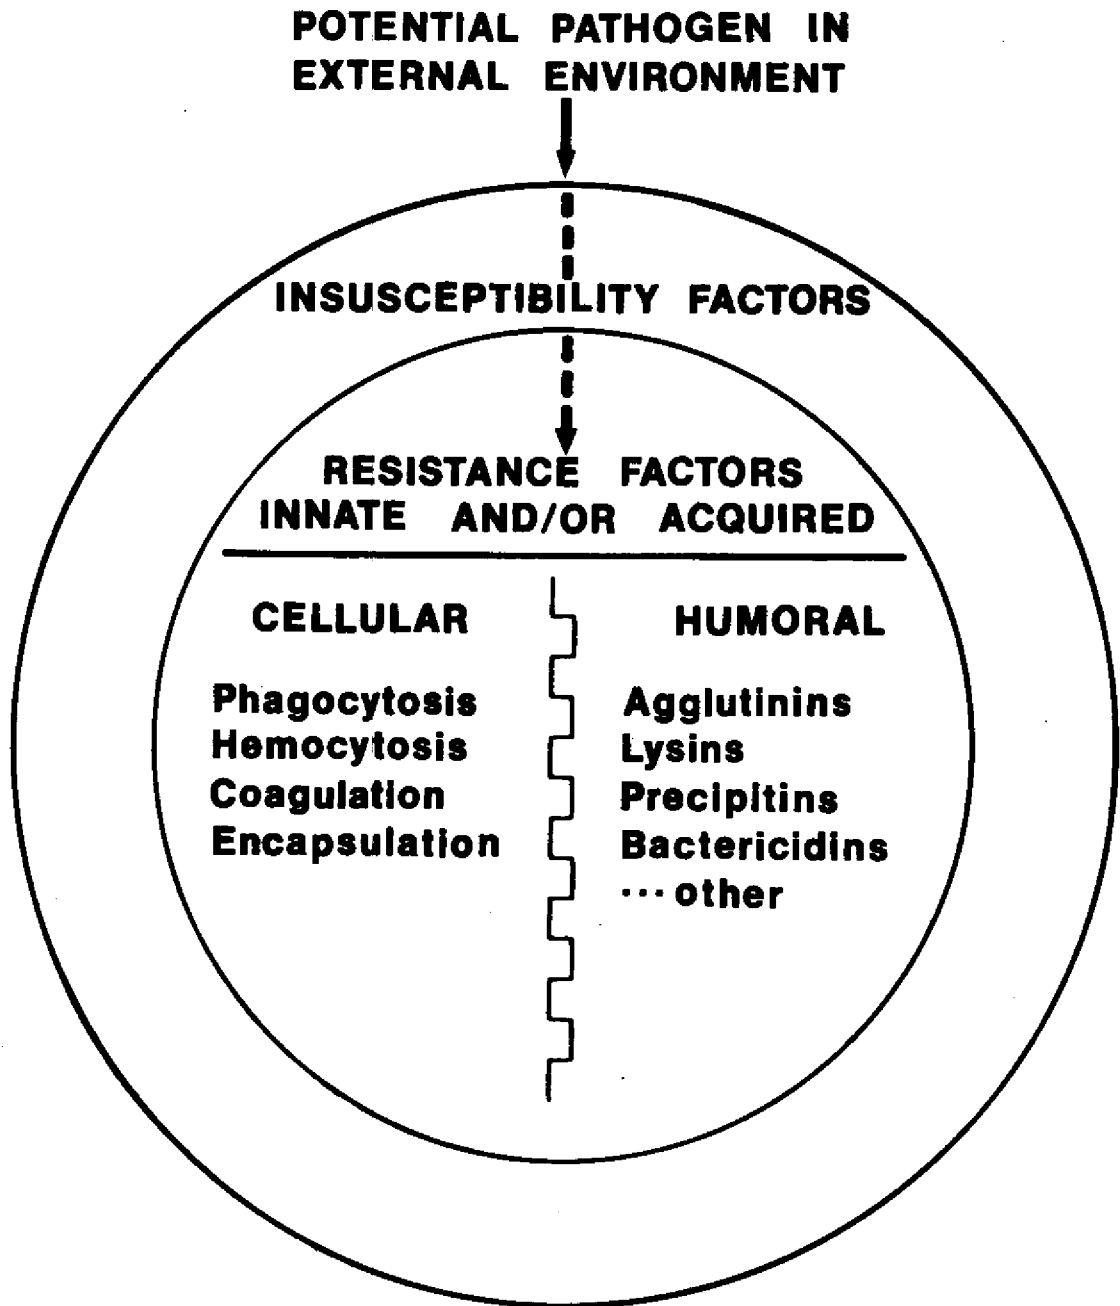 POTENTIAL PATHOGEN IN
EXTERNAL ENVIRONMENT
INSUSCEPTIBILITY FACTORS
RESISTANCE FACTORS
INNATE AND/OR ACQUIRED
CELLULAR
Phagocytosis
Hemocytosis
Coagulation
Encapsulation
HUMORAL
Agglutinins
Lysins
Precipitins
Bactericidins
...other